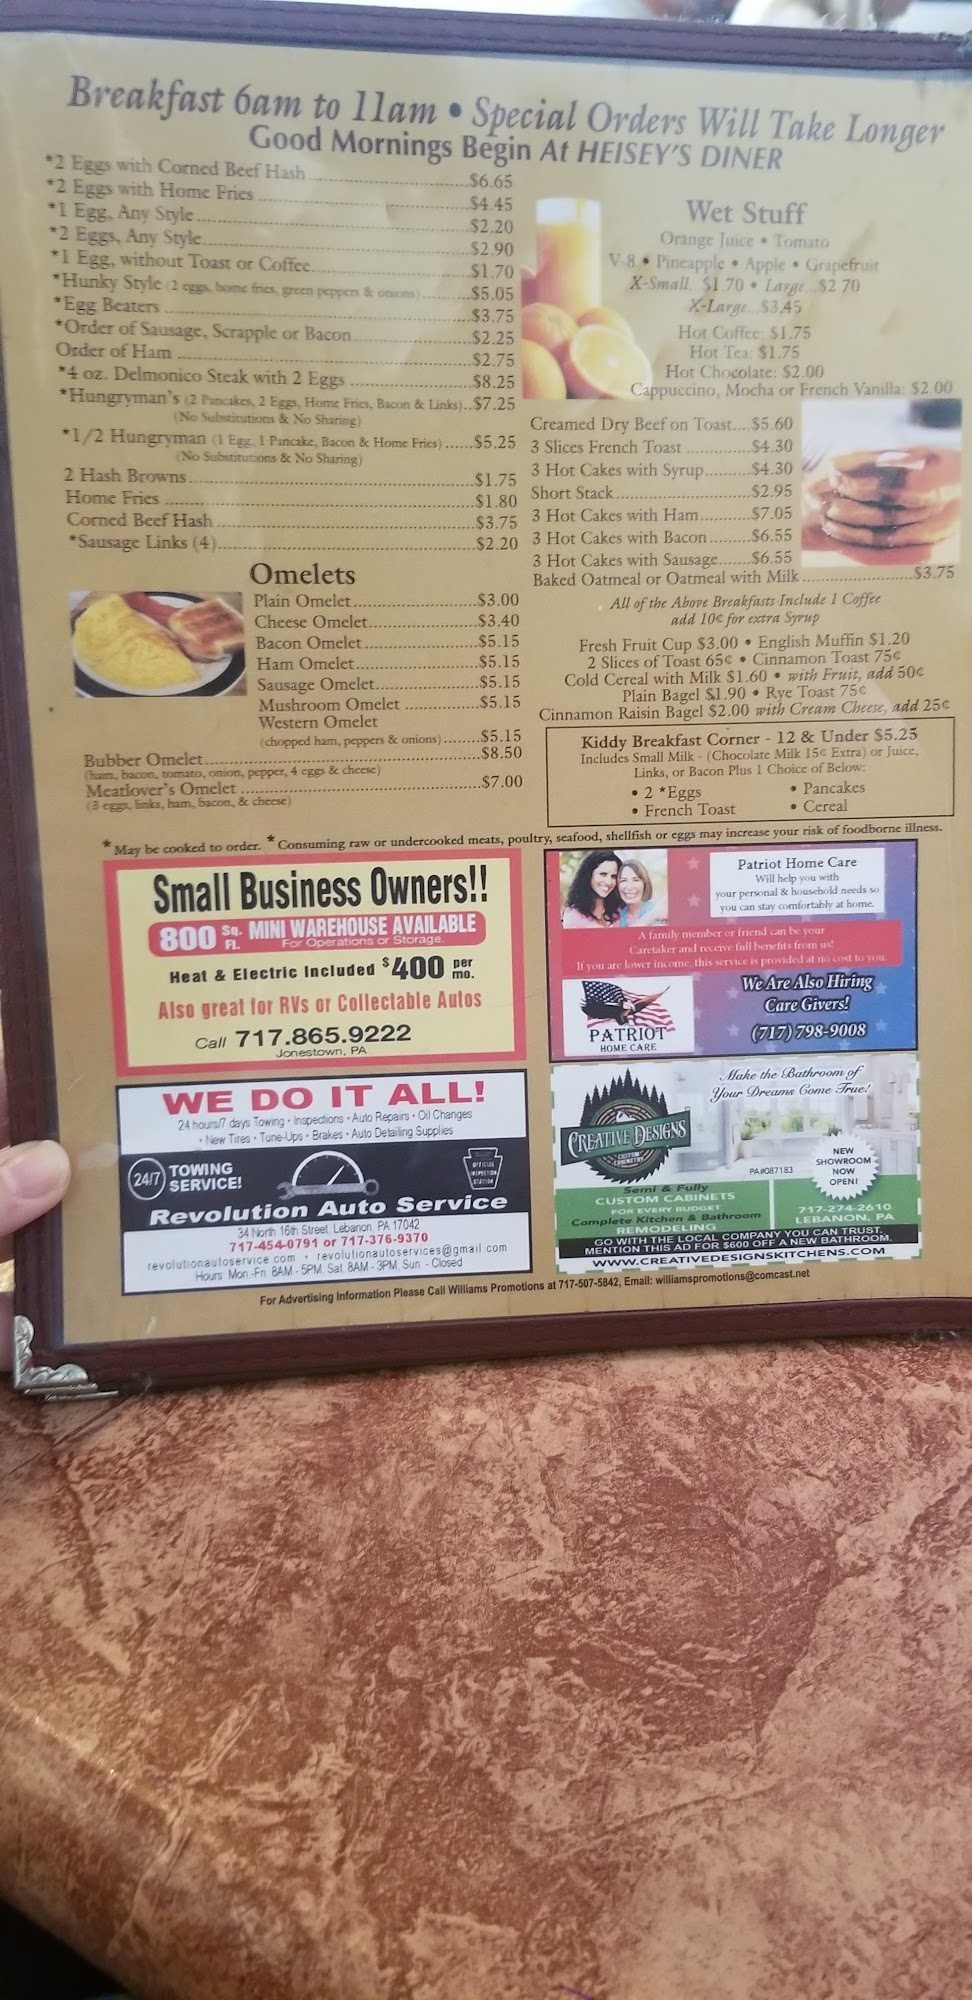 Breakfast 6am to 11am • Special Orders Will Take Longer
Good Mornings Begin At HEISEY'S DINER
*2 Eggs with Corned Beef Hash $6.65
*2 Eggs with Home Fries $4.45
*1 Egg, Any Style $2.20
*2 Eggs, Any Style $2.90
*1 Egg, without Toast or Coffee $1.70
*Hunky Style (2 eggs, home fries, green peppers & onions) $5.05
*Egg Beaters $3.75
*Order of Sausage, Scrapple or Bacon $2.25
Order of Ham $2.75
*4 oz. Delmonico Steak with 2 Eggs $8.25
*Hungryman's (2 Pancakes, 2 Eggs, Home Fries, Bacon & Links)..$7.25
(No Substitutions & No Sharing)
*1/2 Hungryman (1 Egg, 1 Pancake, Bacon & Home Fries) ......$5.25
(No Substitutions & No Sharing)
2 Hash Browns $1.75
Home Fries $1.80
Corned Beef Hash $3.75
*Sausage Links (4) $2.20
Omelets
Plain Omelet $3.00
Cheese Omelet $3.40
Bacon Omelet $5.15
Ham Omelet $5.15
Sausage Omelet $5.15
Mushroom Omelet $5.15
Western Omelet
(chopped ham, peppers & onions) $5.15
Bubber Omelet $8.50
(ham, bacon, tomato, onion, pepper, 4 eggs & cheese)
Meatlover's Omelet $7.00
(3 eggs, links, ham, bacon, & cheese)
Wet Stuff
Orange Juice • Tomato
V-8 • Pineapple • Apple • Grapefruit
X-Small...$1.70 • Large...$2.70
X-Large...$3.45
Hot Coffee: $1.75
Hot Tea: $1.75
Hot Chocolate: $2.00
Cappuccino, Mocha or French Vanilla: $2.00
Creamed Dry Beef on Toast....$5.60
3 Slices French Toast $4.30
3 Hot Cakes with Syrup $4.30
Short Stack $2.95
3 Hot Cakes with Ham $7.05
3 Hot Cakes with Bacon $6.55
3 Hot Cakes with Sausage $6.55
Baked Oatmeal or Oatmeal with Milk $3.75
All of the Above Breakfasts Include 1 Coffee
add 10¢ for extra Syrup
Fresh Fruit Cup $3.00 • English Muffin $1.20
2 Slices of Toast 65¢ • Cinnamon Toast 75¢
Cold Cereal with Milk $1.60 • with Fruit, add 50¢
Plain Bagel $1.90 • Rye Toast 75¢
Cinnamon Raisin Bagel $2.00 with Cream Cheese, add 25¢
Kiddy Breakfast Corner - 12 & Under $5.25
Includes Small Milk - (Chocolate Milk 15¢ Extra) or Juice,
Links, or Bacon Plus 1 Choice of Below:
• 2 *Eggs • Pancakes
• French Toast • Cereal
*May be cooked to order. *Consuming raw or undercooked meats, poultry, seafood, shellfish or eggs may increase your risk of foodborne illness.
Small Business Owners!!
800 Sq. Ft. MINI WAREHOUSE AVAILABLE
For Operations or Storage.
Heat & Electric Included $400 per mo.
Also great for RVs or Collectable Autos
Call 717.865.9222
Jonestown, PA
Patriot Home Care
Will help you with
your personal & household needs so
you can stay comfortably at home.
A family member or friend can be your
Caretaker and receive full benefits from us!
If you are lower income, this service is provided at no cost to you.
PATRIOT
HOME CARE
We Are Also Hiring
Care Givers!
(717) 798-9008
WE DO IT ALL!
24 hours/7 days Towing • Inspections • Auto Repairs • Oil Changes
• New Tires • Tune-Ups • Brakes • Auto Detailing Supplies
24/7 TOWING SERVICE!
OFFICIAL INSPECTION STATION
Revolution Auto Service
34 North 16th Street, Lebanon, PA 17042
717-454-0791 or 717-376-9370
revolutionautoservice.com • revolutionautoservices@gmail.com
Hours: Mon.-Fri. 8AM - 5PM, Sat. 8AM - 3PM, Sun. - Closed
Make the Bathroom of
Your Dreams Come True!
CREATIVE DESIGNS
CUSTOM CABINETRY
PA#087183
NEW SHOWROOM NOW OPEN!
Semi & Fully
CUSTOM CABINETS
FOR EVERY BUDGET
Complete Kitchen & Bathroom
REMODELING
717-274-2610
LEBANON, PA
GO WITH THE LOCAL COMPANY YOU CAN TRUST.
MENTION THIS AD FOR $600 OFF A NEW BATHROOM.
WWW.CREATIVEDESIGNSKITCHENS.COM
For Advertising Information Please Call Williams Promotions at 717-507-5842, Email: williamspromotions@comcast.net